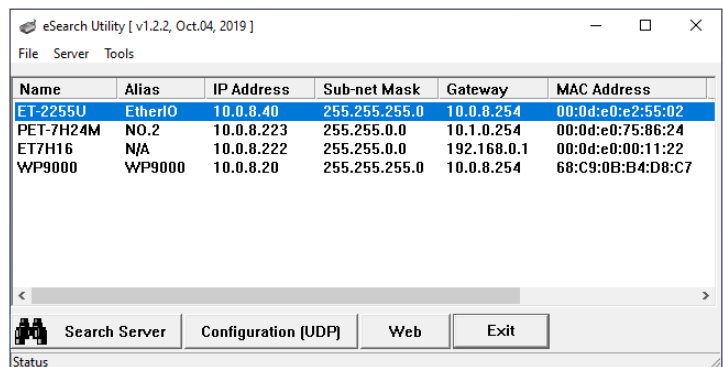 eSearch Utility [ v1.2.2, Oct.04, 2019 ]
File Server Tools
Name Alias IP Address Sub-net Mask Gateway MAC Address
ET-2255U EtherIO 10.0.8.40 255.255.255.0 10.0.8.254 00:0d:e0:e2:55:02
PET-7H24M NO.2 10.0.8.223 255.255.0.0 10.1.0.254 00:0d:e0:75:86:24
ET7H16 N/A 10.0.8.222 255.255.0.0 192.168.0.1 00:0d:e0:00:11:22
WP9000 WP9000 10.0.8.20 255.255.255.0 10.0.8.254 68:C9:0B:B4:D8:C7
Search Server Configuration (UDP) Web Exit
Status